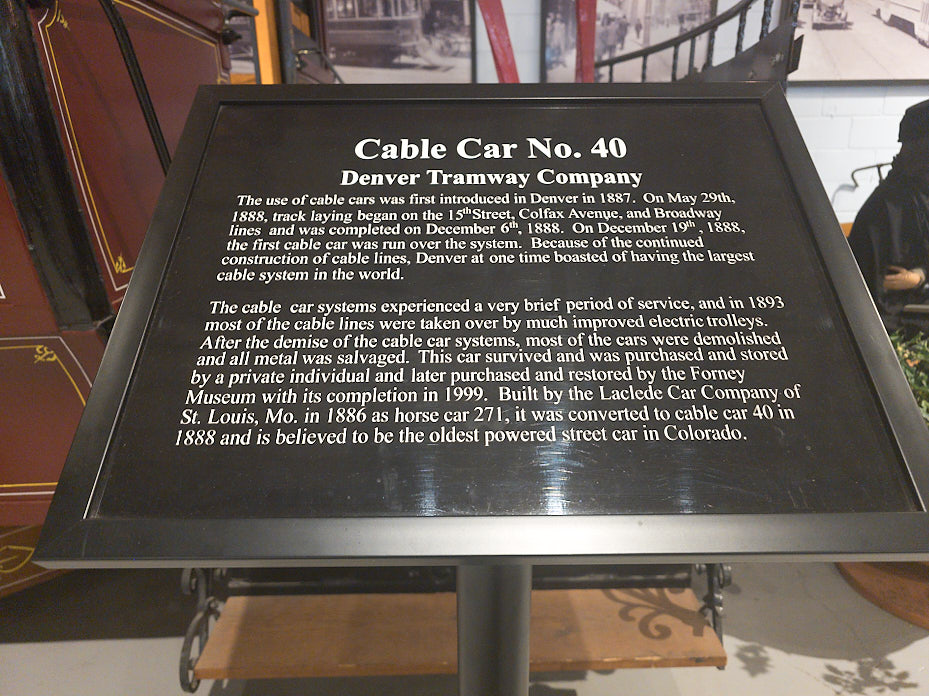 Cable Car No. 40
Denver Tramway Company
The use of cable cars was first introduced in Denver in 1887. On May 29th,
1888, track laying began on the 15th Street, Colfax Avenue, and Broadway
lines and was completed on December 6th, 1888. On December 19th, 1888,
the first cable car was run over the system. Because of the continued
construction of cable lines, Denver at one time boasted of having the largest
cable system in the world.
The cable car systems experienced a very brief period of service, and in 1893
most of the cable lines were taken over by much improved electric trolleys.
After the demise of the cable car systems, most of the cars were demolished
and all metal was salvaged. This car survived and was purchased and stored
by a private individual and later purchased and restored by the Forney
Museum with its completion in 1999. Built by the Laclede Car Company of
St. Louis, Mo. in 1886 as horse car 271, it was converted to cable car 40 in
1888 and is believed to be the oldest powered street car in Colorado.